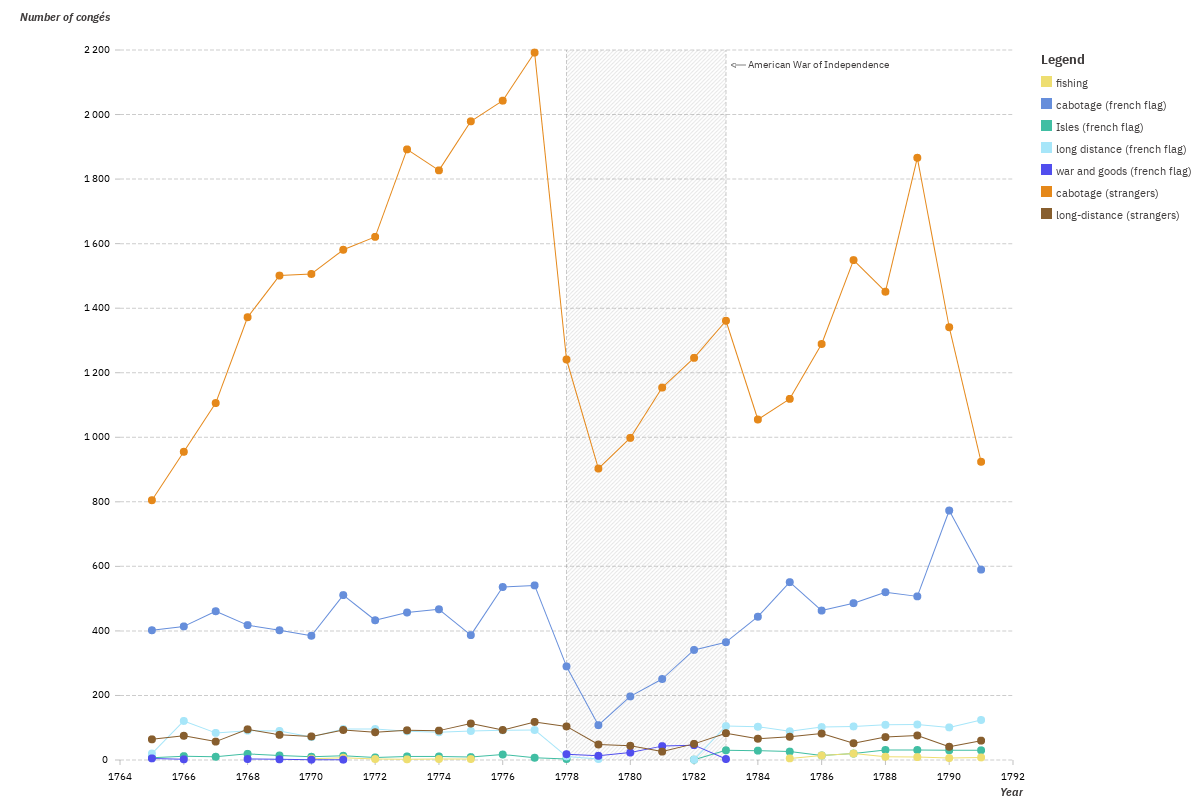 Number of congés
2 200
2 000
1 800
1 600
1 400
1 200
1 000
800
600
400
200
0
1764 1766 1768 1770 1772 1774 1776 1778 1780 1782 1784 1786 1788 1790 1792
Year
American War of Independence
Legend
fishing
cabotage (french flag)
Isles (french flag)
long distance (french flag)
war and goods (french flag)
cabotage (strangers)
long-distance (strangers)